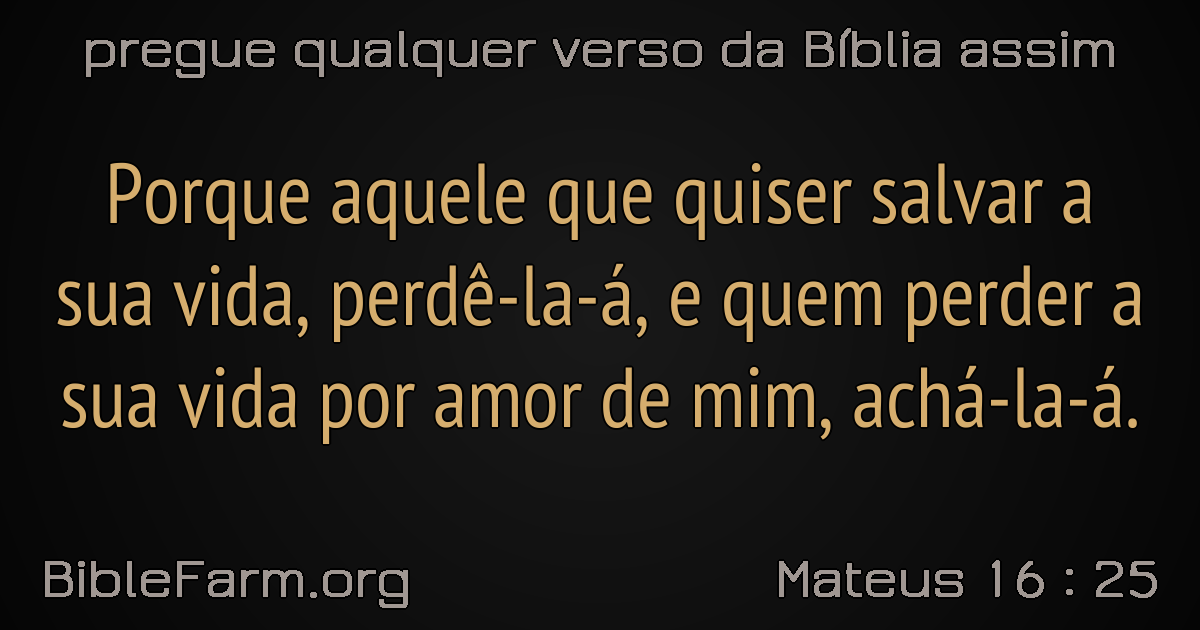 pregue qualquer verso da Bíblia assim
Porque aquele que quiser salvar a
sua vida, perdê-la-á, e quem perder a
sua vida por amor de mim, achá-la-á.
BibleFarm.org
Mateus 16 : 25